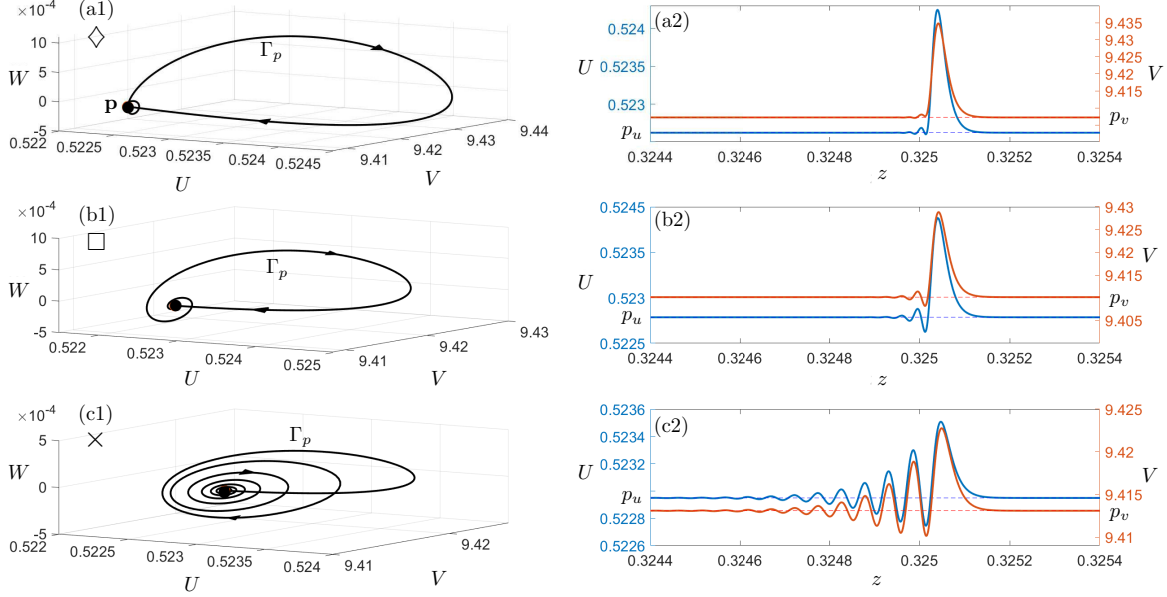 (a1)
×10⁻⁴
10
5
0
-5
W
p
Γₚ
0.522
0.5225
0.523
0.5235
0.524
0.5245
U
9.41
9.42
9.43
9.44
V
(a2)
0.524
0.5235
0.523
U
pᵤ
9.435
9.43
9.425
9.42
9.415
V
pᵥ
0.3244
0.3246
0.3248
0.325
0.3252
0.3254
z
(b1)
×10⁻⁴
10
5
0
-5
W
Γₚ
0.522
0.523
0.524
0.525
U
9.41
9.42
9.43
V
(b2)
0.5245
0.5235
0.523
0.5225
U
pᵤ
9.43
9.425
9.42
9.415
9.41
9.405
V
pᵥ
0.3244
0.3246
0.3248
0.325
0.3252
0.3254
z
(c1)
×10⁻⁴
5
0
-5
W
Γₚ
0.522
0.5225
0.523
0.5235
0.524
U
9.41
9.42
V
(c2)
0.5236
0.5234
0.5232
0.5230
0.5228
0.5226
U
pᵤ
9.425
9.42
9.415
9.41
V
pᵥ
0.3244
0.3246
0.3248
0.325
0.3252
0.3254
z